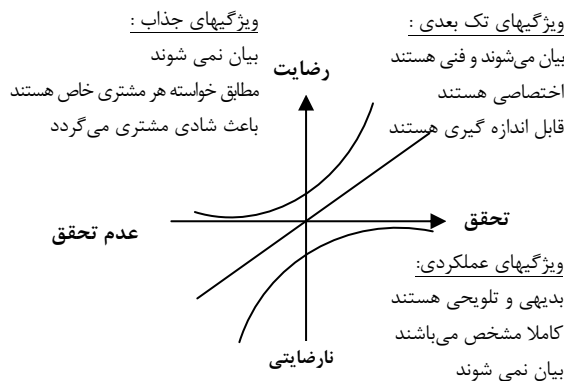 ویژگیهای تک بعدی :
بیان می‌شوند و فنی هستند
اختصاصی هستند
قابل اندازه گیری هستند
ویژگیهای جذاب :
بیان نمی شوند
مطابق خواسته هر مشتری خاص هستند
باعث شادی مشتری می‌گردد
رضایت
تحقق
عدم تحقق
ویژگیهای عملکردی:
بدیهی و تلویحی هستند
کاملا مشخص می‌باشند
بیان نمی شوند
نارضایتی